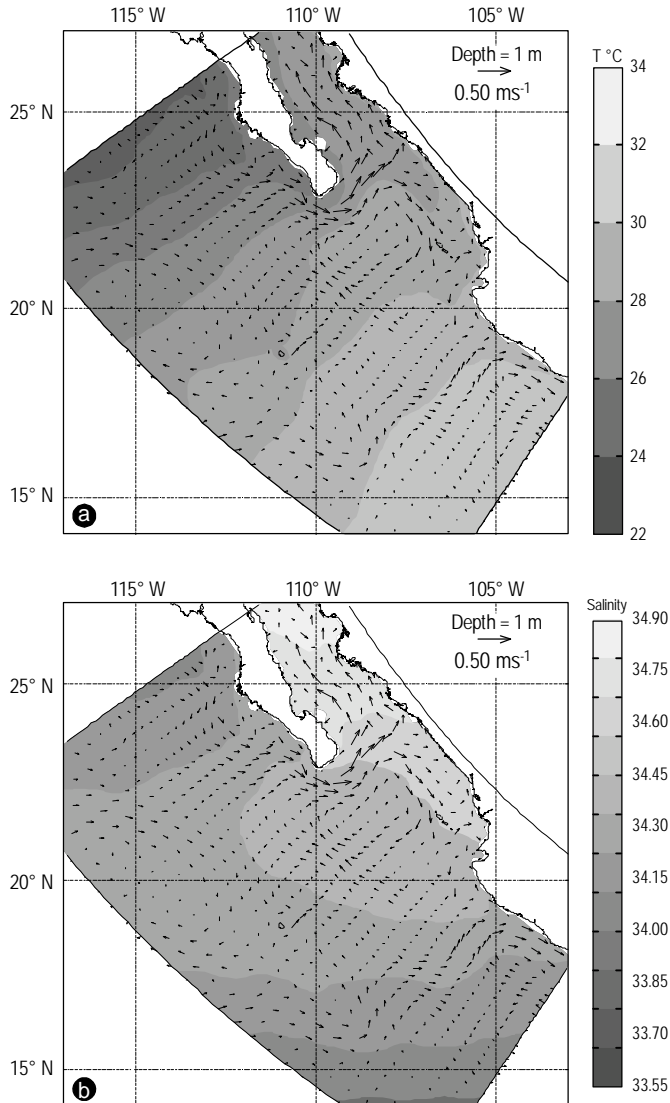 115° W 110° W 105° W
Depth = 1 m
0.50 ms-1
T °C
34
32
30
28
26
24
22
25° N
20° N
15° N
a
115° W 110° W 105° W
Depth = 1 m
0.50 ms-1
Salinity
34.90
34.75
34.60
34.45
34.30
34.15
34.00
33.85
33.70
33.55
25° N
20° N
15° N
b